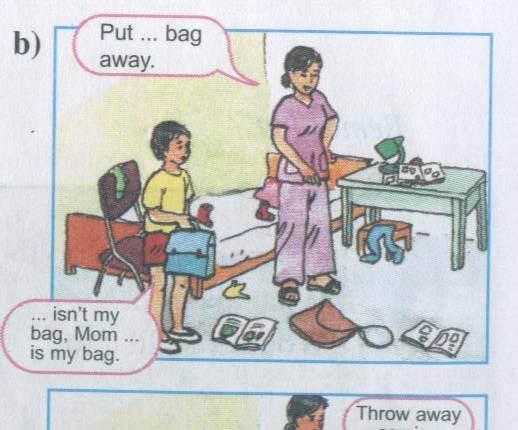 b)
Put ... bag
away.
... isn't my
bag, Mom ...
is my bag.
Throw away